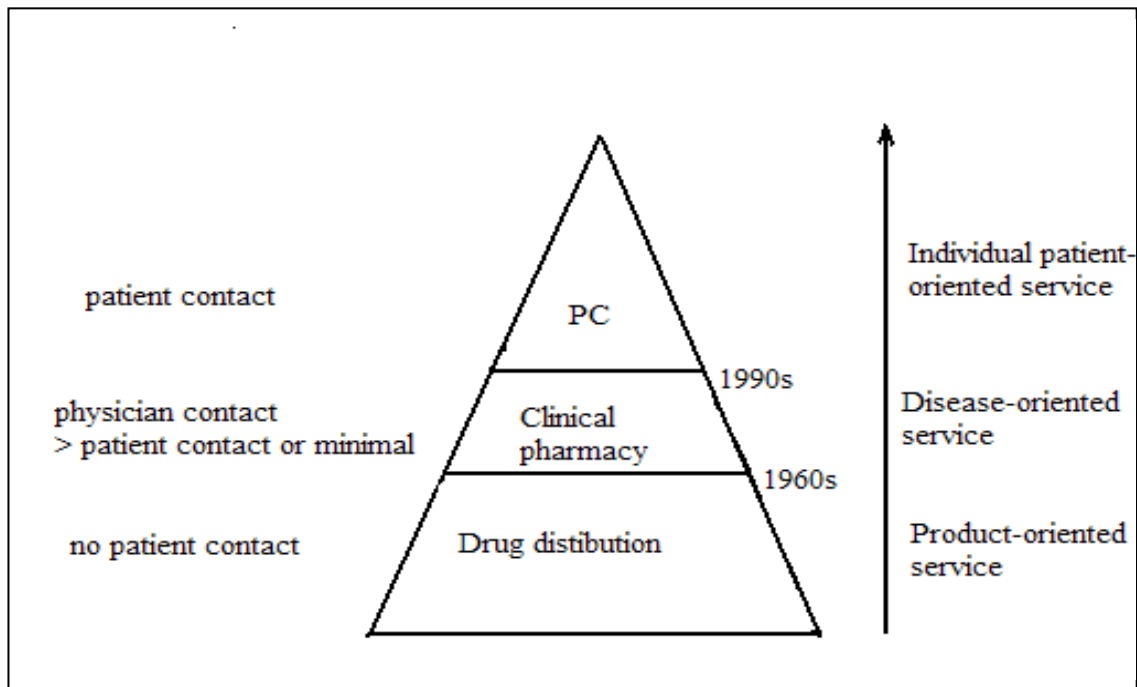 patient contact
PC
Individual patient-
oriented service
1990s
physician contact
> patient contact or minimal
Clinical
pharmacy
Disease-oriented
service
1960s
no patient contact
Drug distibution
Product-oriented
service